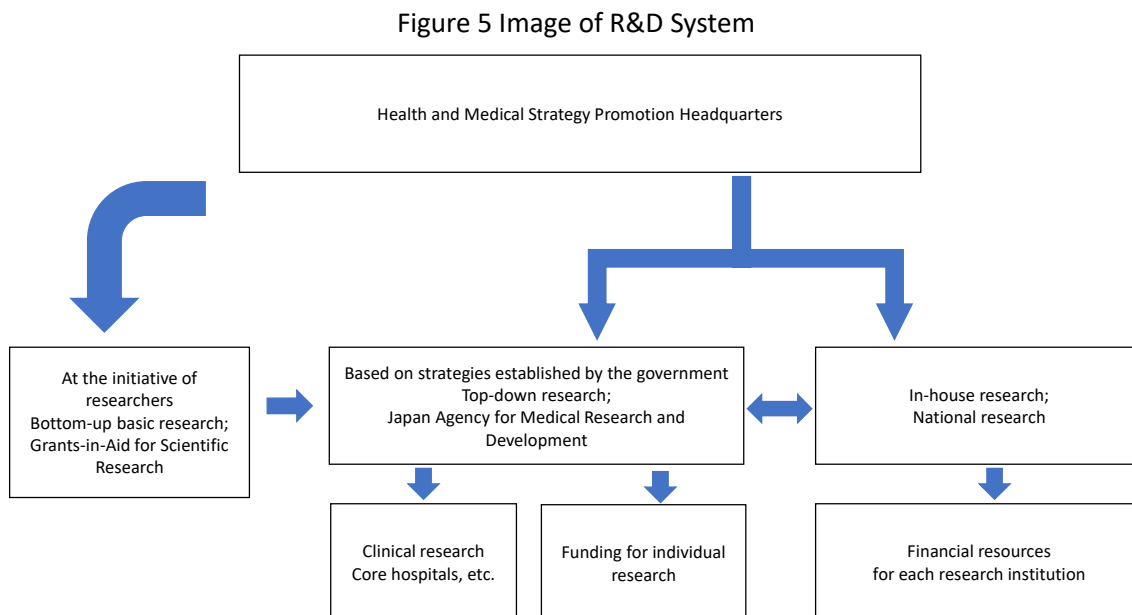 Figure 5 Image of R&D System
Health and Medical Strategy Promotion Headquarters
At the initiative of
researchers
Bottom-up basic research;
Grants-in-Aid for Scientific
Research
Based on strategies established by the government
Top-down research;
Japan Agency for Medical Research and
Development
In-house research;
National research
Clinical research
Core hospitals, etc.
Funding for individual
research
Financial resources
for each research institution